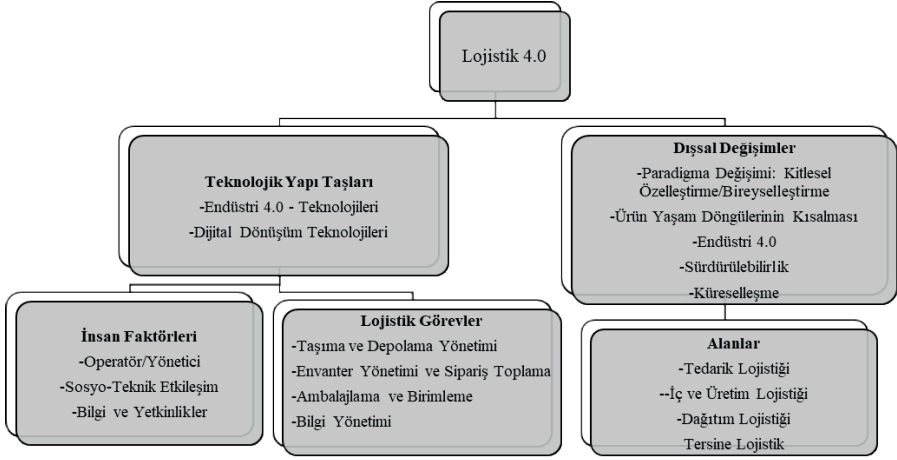 Lojistik 4.0
Teknolojik Yapı Taşları
-Endüstri 4.0 - Teknolojileri
-Dijital Dönüşüm Teknolojileri
Dışsal Değişimler
-Paradigma Değişimi: Kitlesel
Özelleştirme/Bireyselleştirme
-Ürün Yaşam Döngülerinin Kısalması
-Endüstri 4.0
-Sürdürülebilirlik
-Küreselleşme
İnsan Faktörleri
-Operatör/Yönetici
-Sosyo-Teknik Etkileşim
-Bilgi ve Yetkinlikler
Lojistik Görevler
-Taşıma ve Depolama Yönetimi
-Envanter Yönetimi ve Sipariş Toplama
-Ambalajlama ve Birimleme
-Bilgi Yönetimi
Alanlar
-Tedarik Lojistiği
--İç ve Üretim Lojistiği
-Dağıtım Lojistiği
Tersine Lojistik